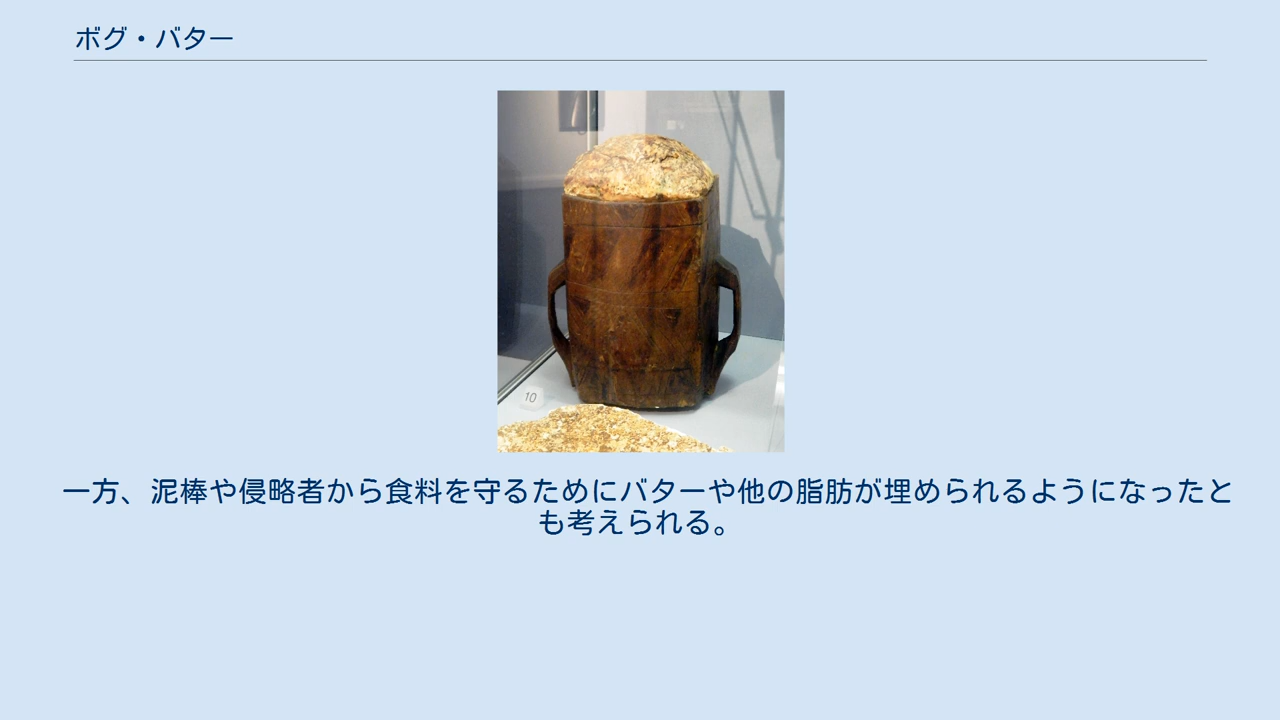 ボグ・バター
10
一方、泥棒や侵略者から食料を守るためにバターや他の脂肪が埋められるようになったと
も考えられる。